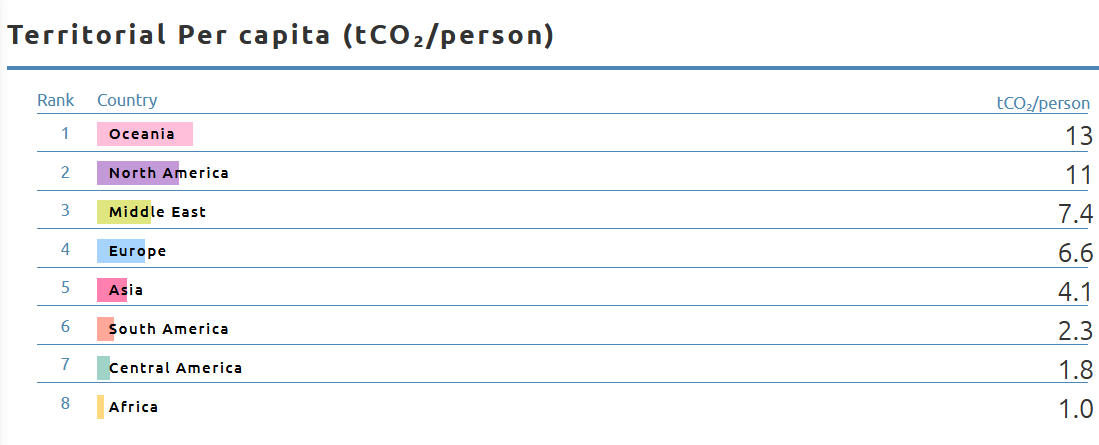 Territorial Per capita (tCO₂/person)
Rank Country tCO₂/person
1 Oceania 13
2 North America 11
3 Middle East 7.4
4 Europe 6.6
5 Asia 4.1
6 South America 2.3
7 Central America 1.8
8 Africa 1.0